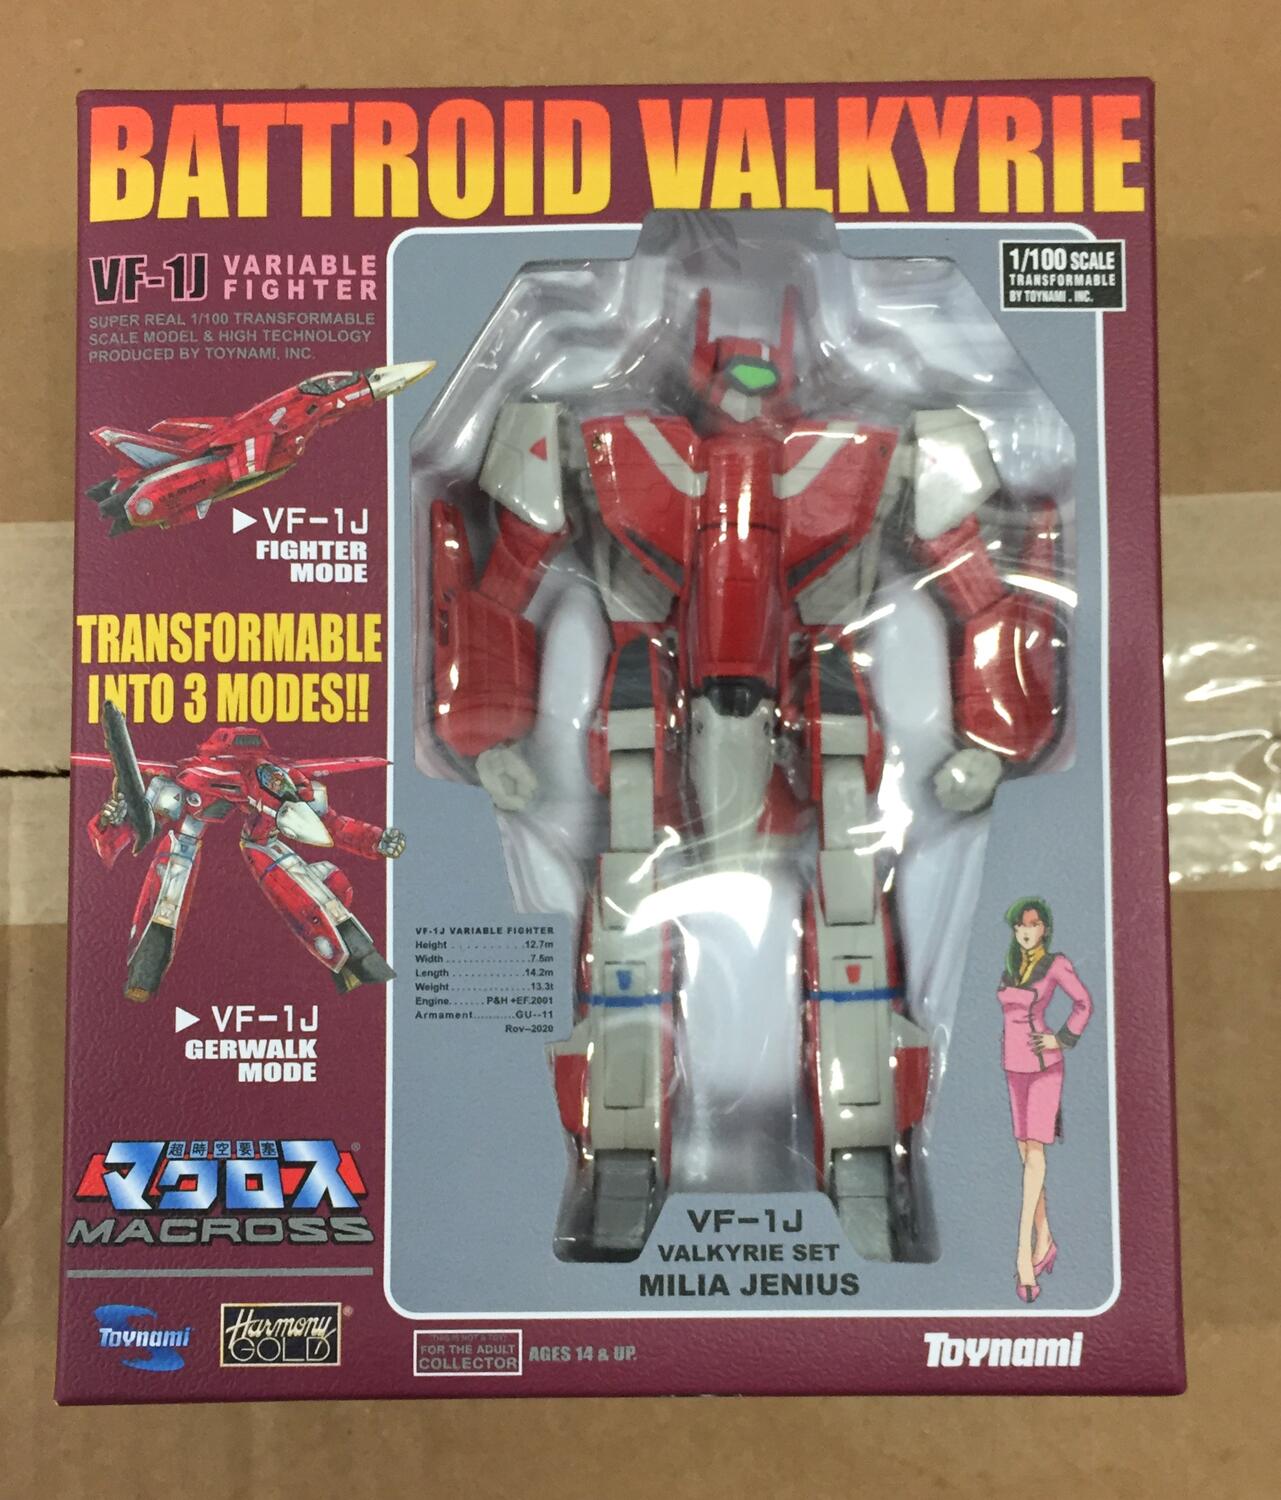 BATTROID VALKYRIE
VF-1J VARIABLE
FIGHTER
SUPER REAL 1/100 TRANSFORMABLE
SCALE MODEL & HIGH TECHNOLOGY
PRODUCED BY TOYNAMI, INC.
1/100 SCALE
TRANSFORMABLE
BY TOYNAMI . INC.
▶VF-1J
FIGHTER
MODE
TRANSFORMABLE
INTO 3 MODES!!
▶ VF-1J
GERWALK
MODE
VF-1J VARIABLE FIGHTER
Height . . . . . . . . . . .12.7m
Width ................7.5m
Length ..............14.2m
Weight ................13.3t
Engine....... P&H +EF.2001
Armament...........GU--11
Rov--2020
超時空要塞
マクロス®
MACROSS
VF-1J
VALKYRIE SET
MILIA JENIUS
Toynami
Harmony®
GOLD
THIS IS NOT A TOY!
FOR THE ADULT
COLLECTOR
AGES 14 & UP.
Toynami